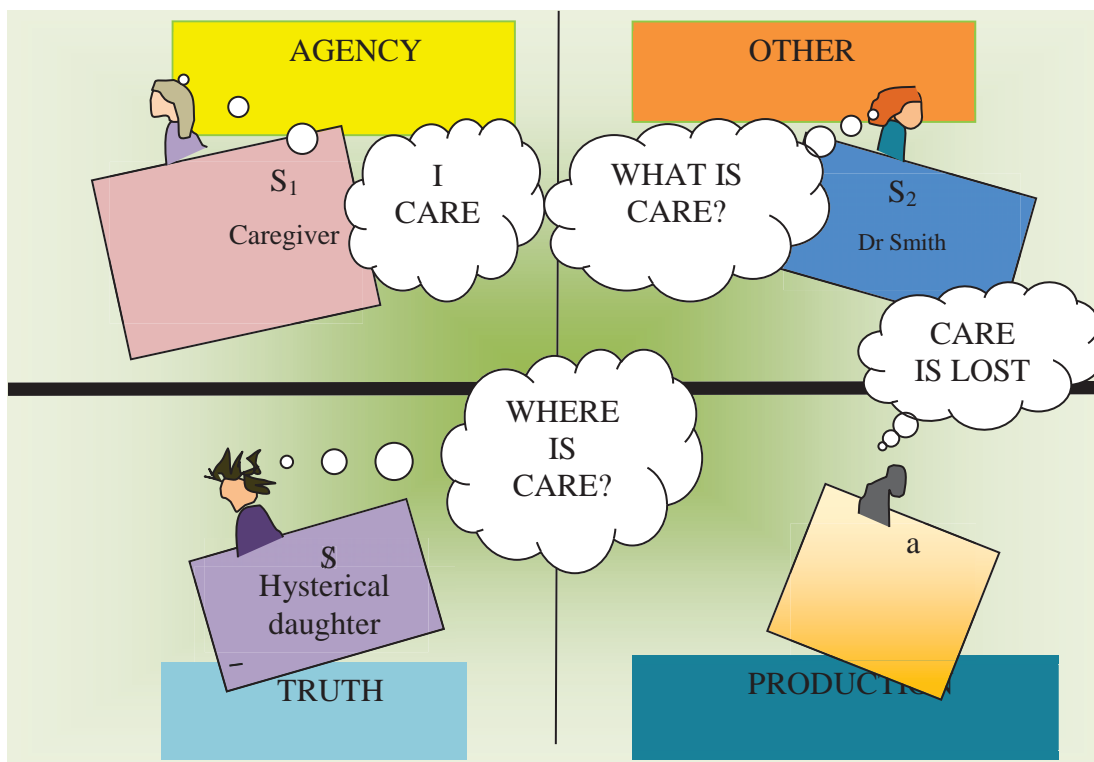 AGENCY
OTHER
S₁
Caregiver
I
CARE
WHAT IS
CARE?
S₂
Dr Smith
CARE
IS LOST
WHERE
IS
CARE?
$
Hysterical
daughter
–
a
TRUTH
PRODUCTION